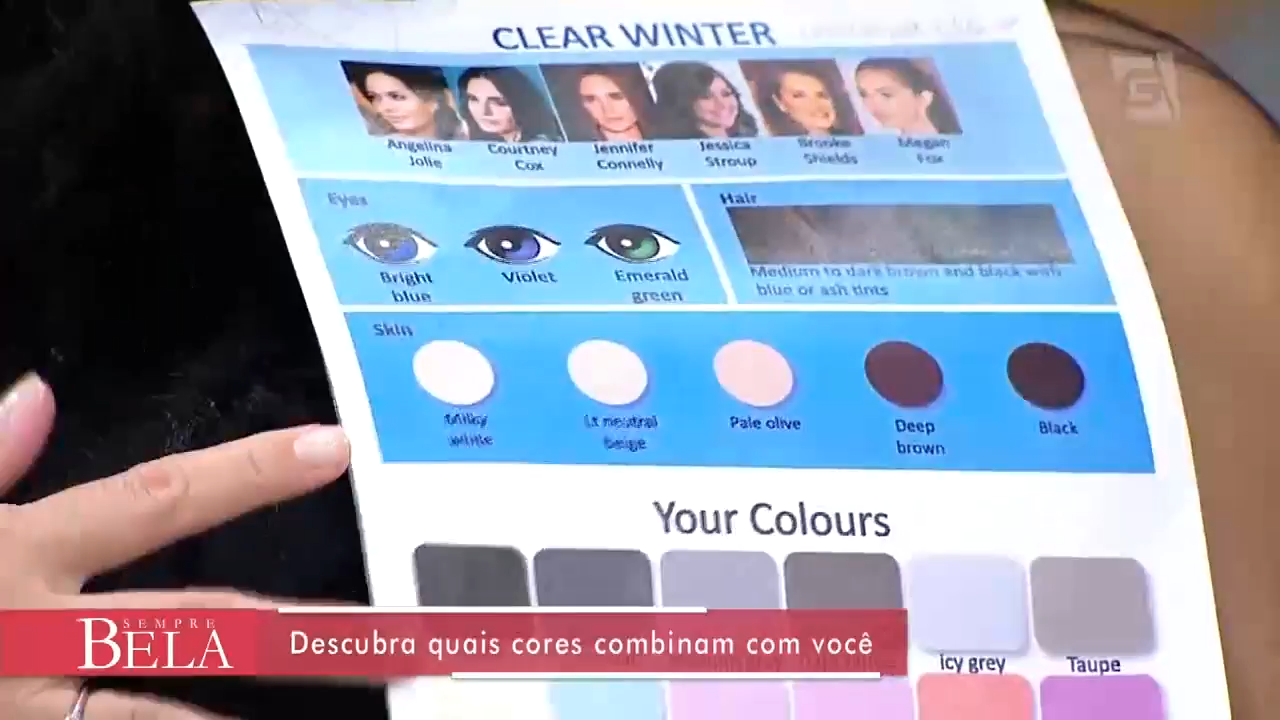 CLEAR WINTER
Angelina
Jolie
Courtney
Cox
Jennifer
Connelly
Jessica
Stroup
Brooke
Shields
Megan
Fox
Eyes
Bright
blue
Violet
Emerald
green
Hair
Medium to dark brown and black with
blue or ash tints
Skin
Milky
white
Lt neutral
beige
Pale olive
Deep
brown
Black
Your Colours
Icy grey
Taupe
SEMPRE
BELA
Descubra quais cores combinam com você